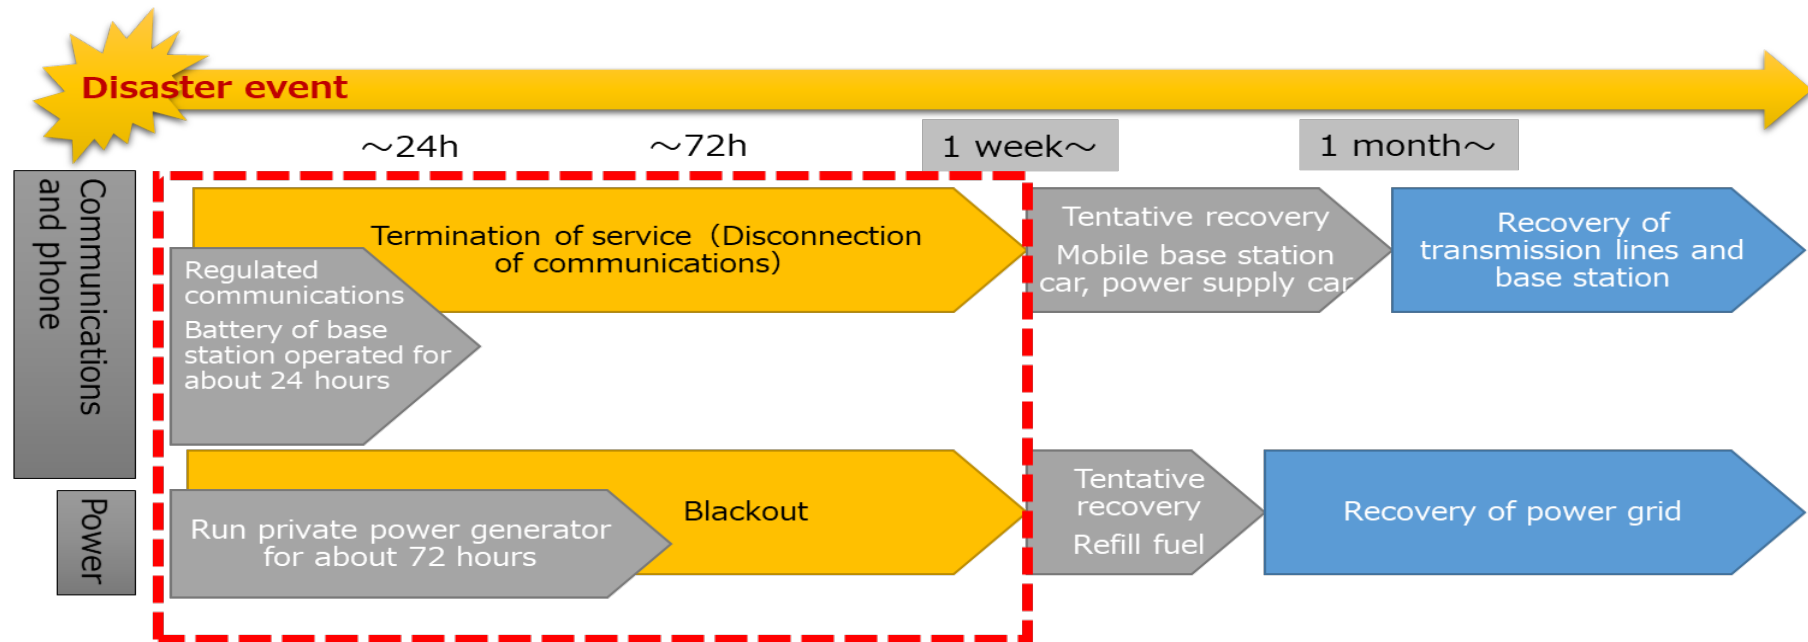 Disaster event
～24h
～72h
1 week～
1 month～
Communications
and phone
Termination of service（Disconnection
of communications）
Regulated
communications
Battery of base
station operated for
about 24 hours
Tentative recovery
Mobile base station
car, power supply car
Recovery of
transmission lines and
base station
Power
Blackout
Run private power generator
for about 72 hours
Tentative
recovery
Refill fuel
Recovery of power grid